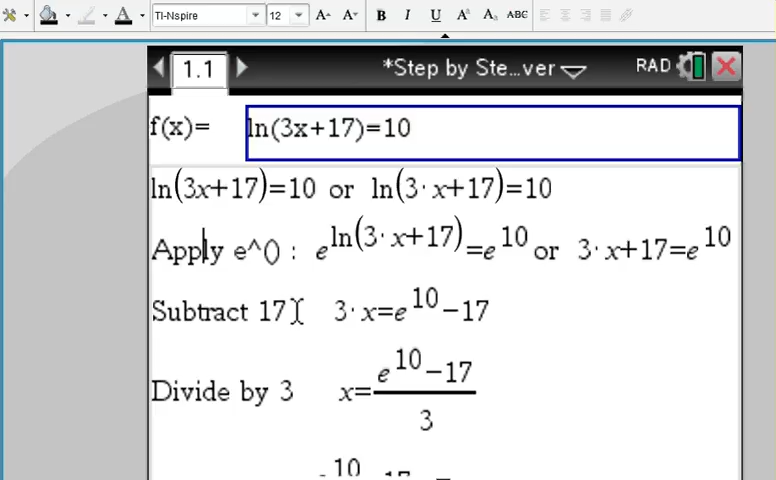 TI-Nspire 12 A A B I U A A ABC
1.1 *Step by Ste...ver RAD
f(x)= ln(3x+17)=10
ln(3x+17)=10 or ln(3· x+17)=10
Apply e^() : e^ln(3· x+17)=e^10 or 3· x+17=e^10
Subtract 17 3· x=e^10−17
Divide by 3 x=(e^10−17)/3